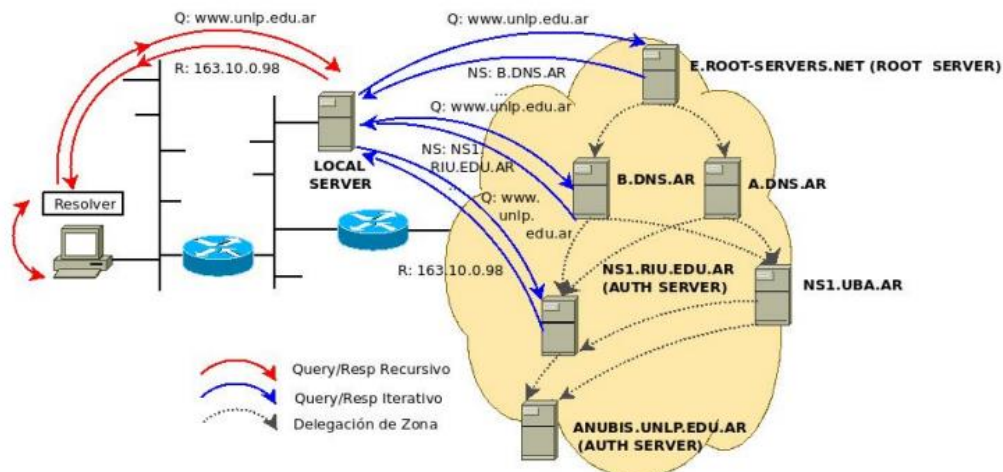 Q: www.unlp.edu.ar
R: 163.10.0.98
Resolver
LOCAL
SERVER
Q: www.unlp.edu.ar
NS: B.DNS.AR
...
Q: www.unlp.edu.ar
NS: NS1.
RIU.EDU.AR
...
Q: www.
unlp.
edu.ar
R: 163.10.0.98
E.ROOT-SERVERS.NET (ROOT SERVER)
B.DNS.AR
A.DNS.AR
NS1.RIU.EDU.AR
(AUTH SERVER)
NS1.UBA.AR
ANUBIS.UNLP.EDU.AR
(AUTH SERVER)
Query/Resp Recursivo
Query/Resp Iterativo
Delegación de Zona